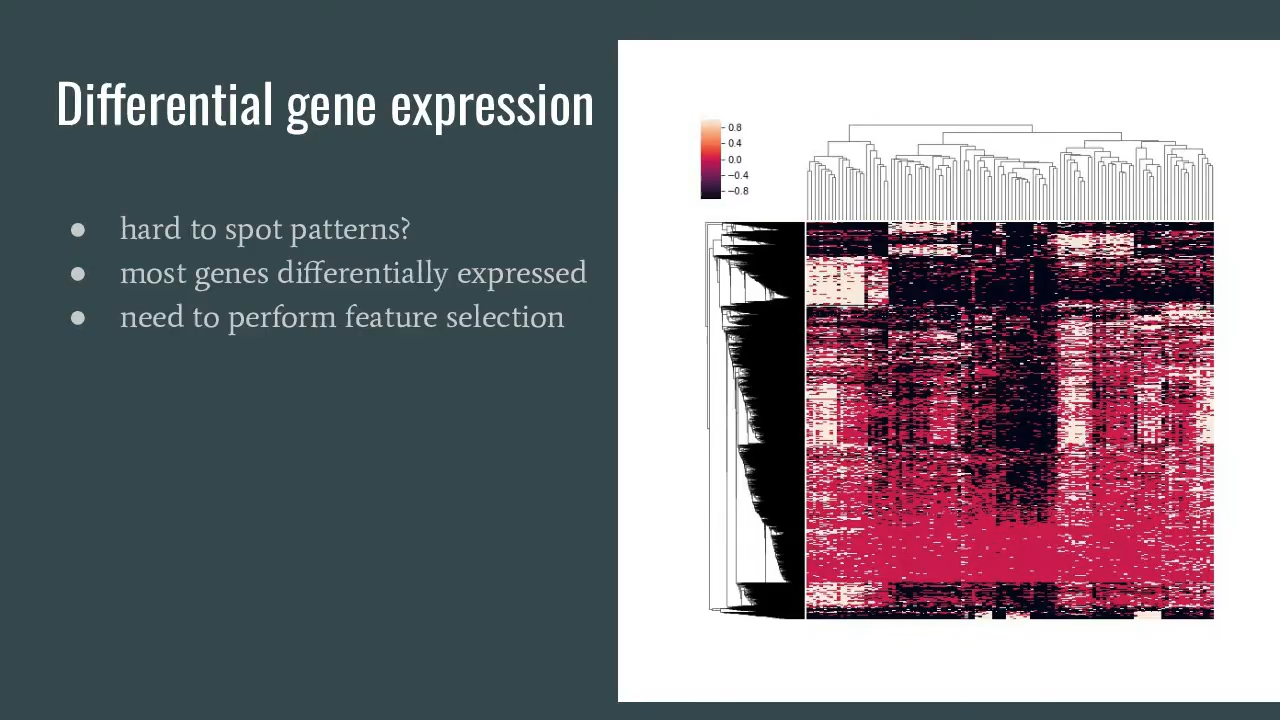 Differential gene expression
● hard to spot patterns?
● most genes differentially expressed
● need to perform feature selection
0.8
0.4
0.0
−0.4
−0.8